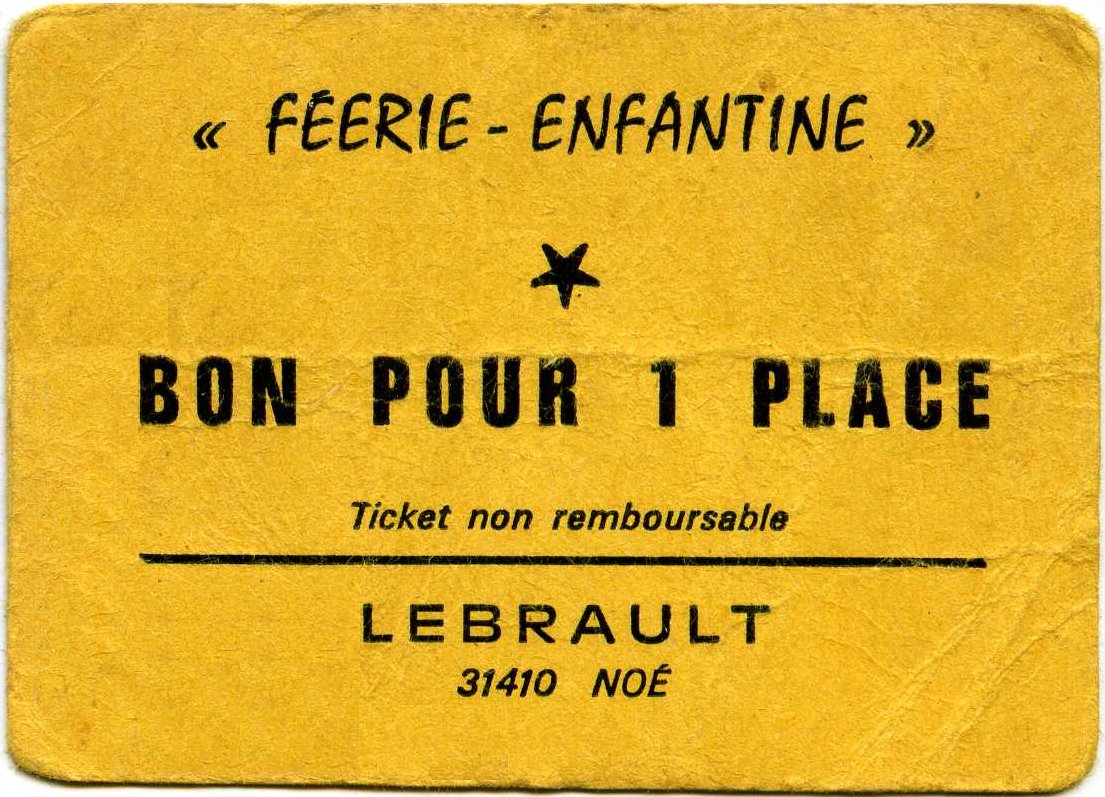 « FÉERIE - ENFANTINE »
BON POUR 1 PLACE
Ticket non remboursable
LEBRAULT
31410 NOÉ